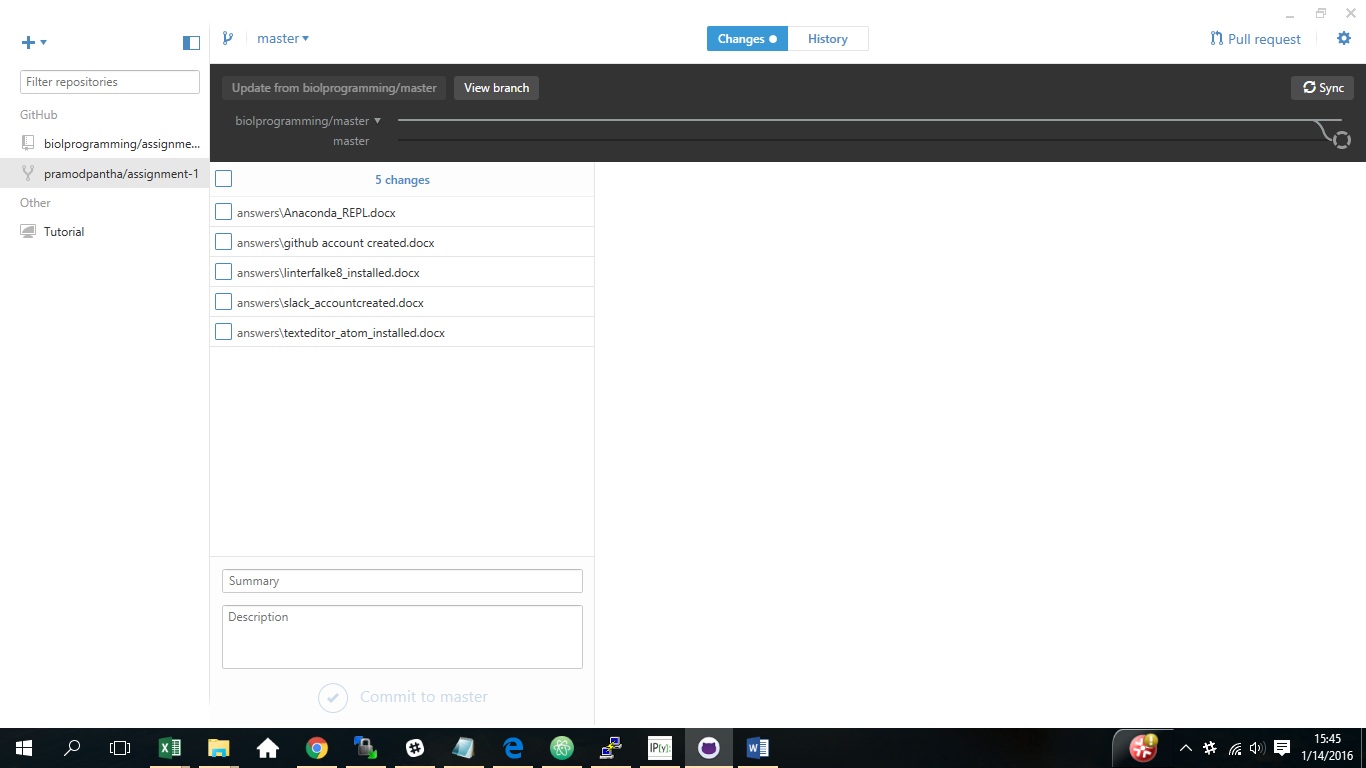 master
Changes
History
Pull request
Filter repositories
GitHub
biolprogramming/assignme...
pramodpantha/assignment-1
Other
Tutorial
Update from biolprogramming/master
View branch
Sync
biolprogramming/master
master
5 changes
answers\Anaconda_REPL.docx
answers\github account created.docx
answers\linterfalke8_installed.docx
answers\slack_accountcreated.docx
answers\texteditor_atom_installed.docx
Summary
Description
Commit to master
IP[y]:
15:45
1/14/2016